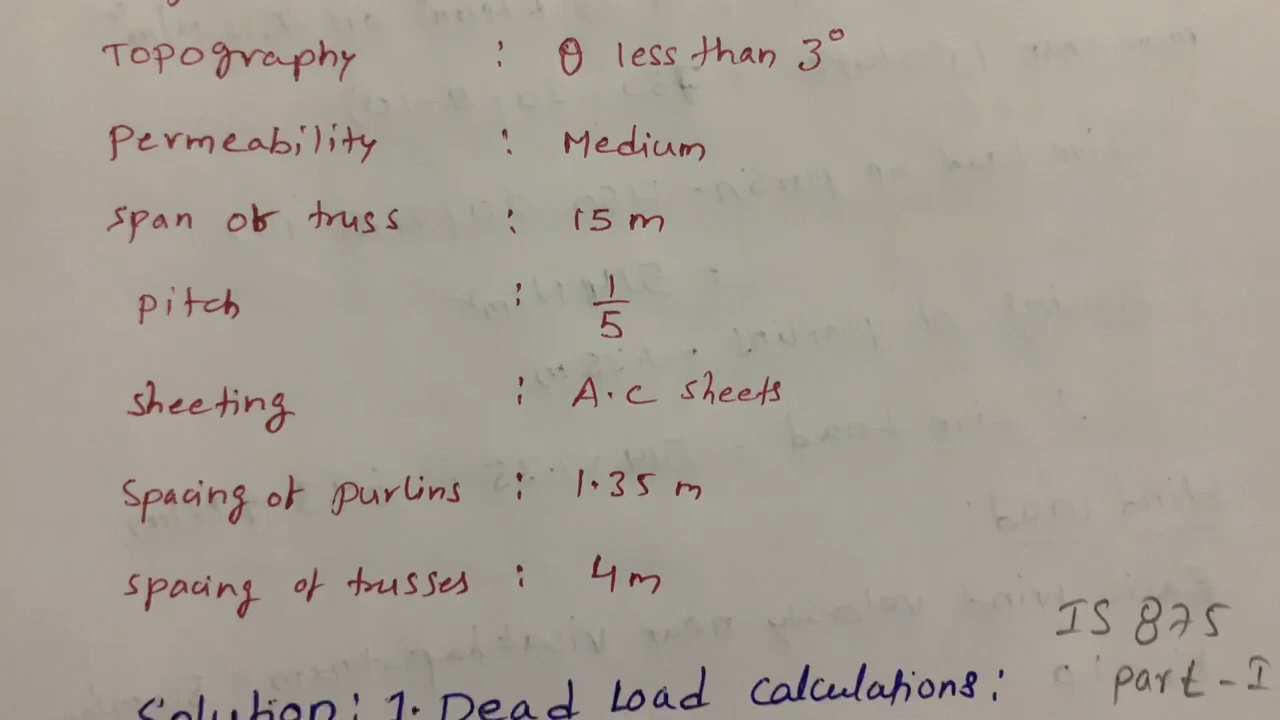 Topography : θ less than 3°
Permeability : Medium
span of truss : 15 m
pitch : 1/5
sheeting : A.C sheets
Spacing of purlins : 1.35 m
spacing of trusses : 4 m
IS 875
Solution: 1. Dead Load calculations: part-I